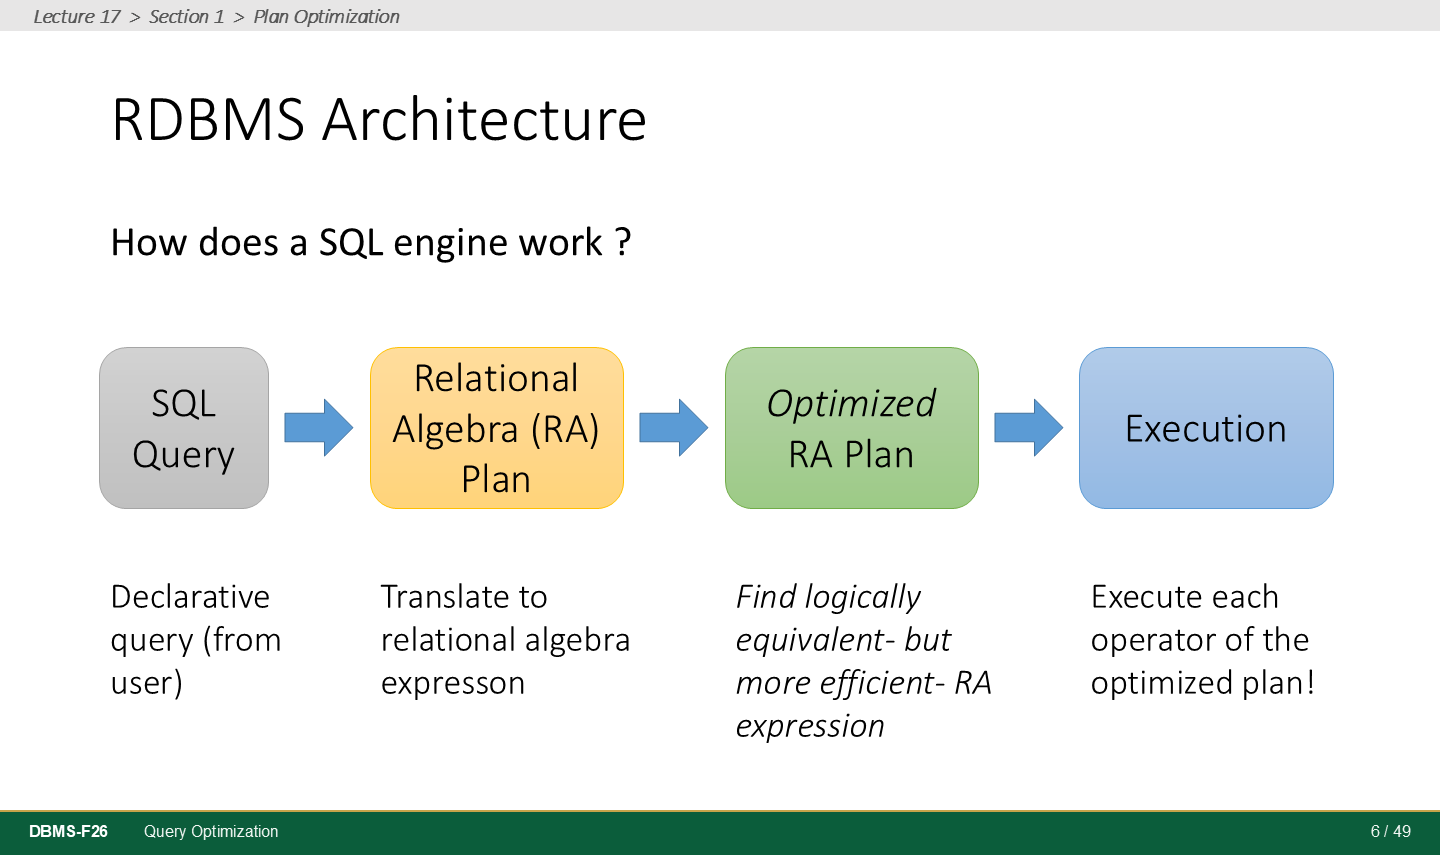 Lecture 17 > Section 1 > Plan Optimization
RDBMS Architecture
How does a SQL engine work ?
SQL
Query
Relational
Algebra (RA)
Plan
Optimized
RA Plan
Execution
Declarative
query (from
user)
Translate to
relational algebra
expresson
Find logically
equivalent- but
more efficient- RA
expression
Execute each
operator of the
optimized plan!
DBMS-F26 Query Optimization 6 / 49